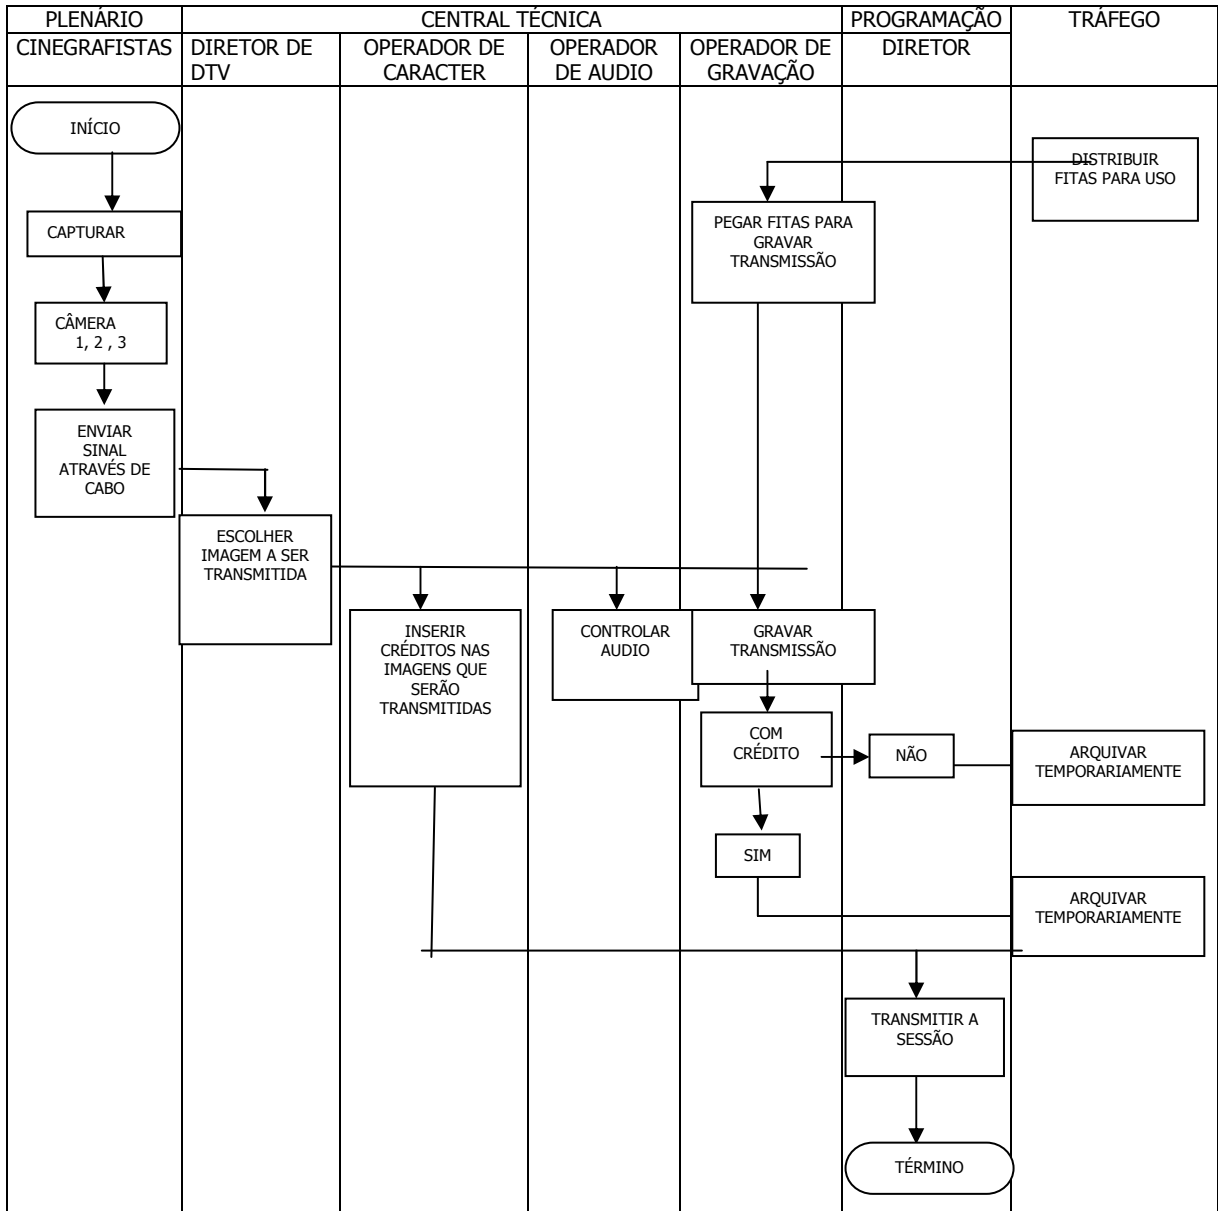 PLENÁRIO
CENTRAL TÉCNICA
PROGRAMAÇÃO
TRÁFEGO
CINEGRAFISTAS
DIRETOR DE
DTV
OPERADOR DE
CARACTER
OPERADOR
DE AUDIO
OPERADOR DE
GRAVAÇÃO
DIRETOR
INÍCIO
DISTRIBUIR
FITAS PARA USO
CAPTURAR
PEGAR FITAS PARA
GRAVAR
TRANSMISSÃO
CÂMERA
1, 2 , 3
ENVIAR
SINAL
ATRAVÉS DE
CABO
ESCOLHER
IMAGEM A SER
TRANSMITIDA
INSERIR
CRÉDITOS NAS
IMAGENS QUE
SERÃO
TRANSMITIDAS
CONTROLAR
AUDIO
GRAVAR
TRANSMISSÃO
COM
CRÉDITO
NÃO
ARQUIVAR
TEMPORARIAMENTE
SIM
ARQUIVAR
TEMPORARIAMENTE
TRANSMITIR A
SESSÃO
TÉRMINO